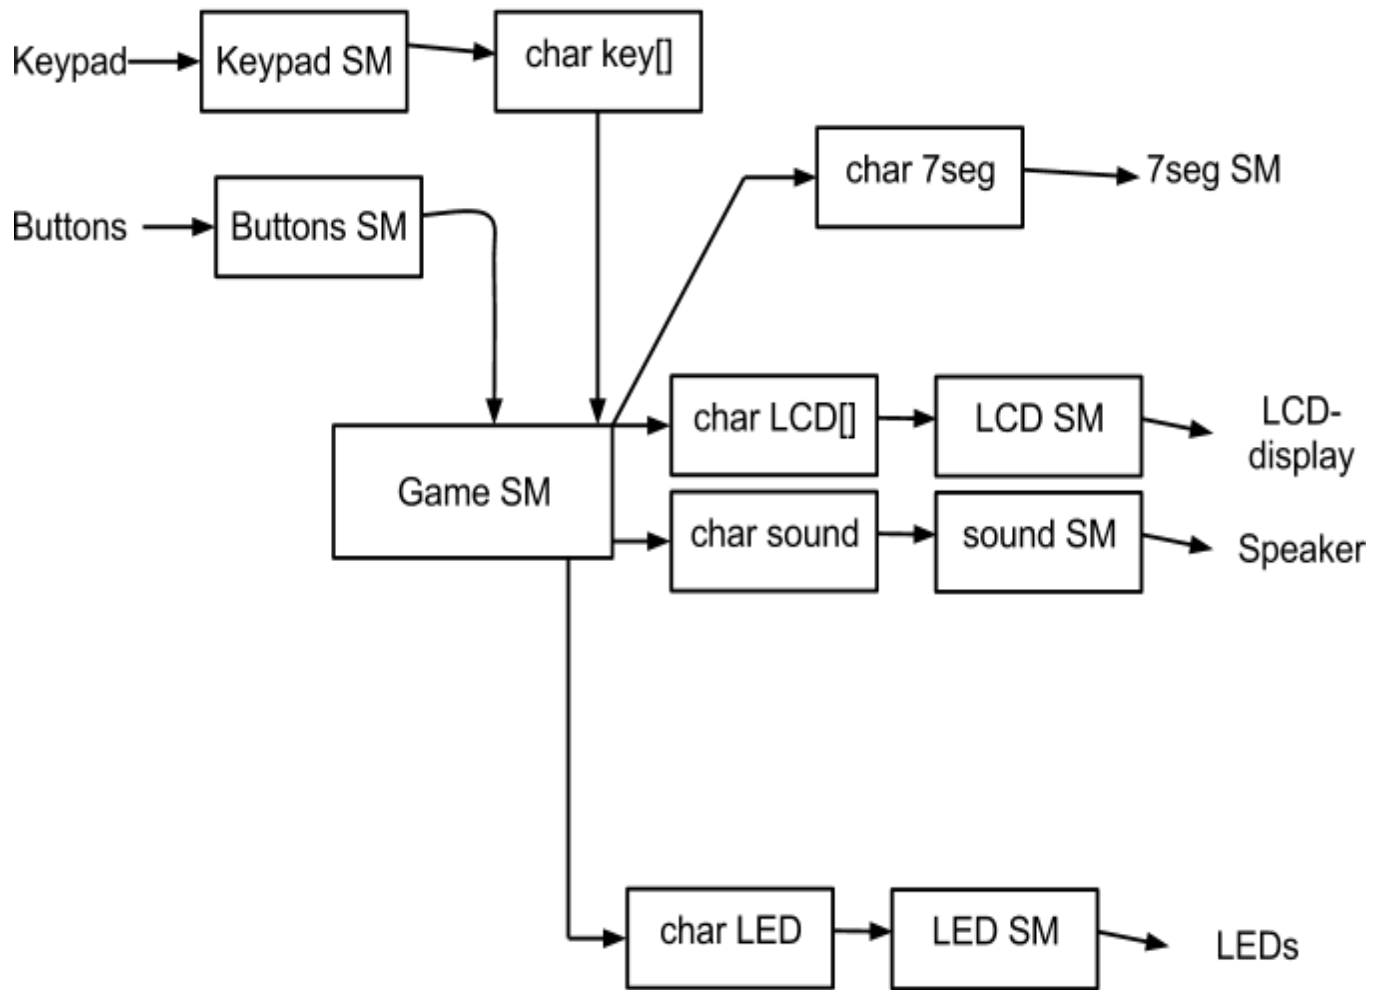 Keypad
Keypad SM
char key[]
char 7seg
7seg SM
Buttons
Buttons SM
char LCD[]
LCD SM
LCD-
display
Game SM
char sound
sound SM
Speaker
char LED
LED SM
LEDs